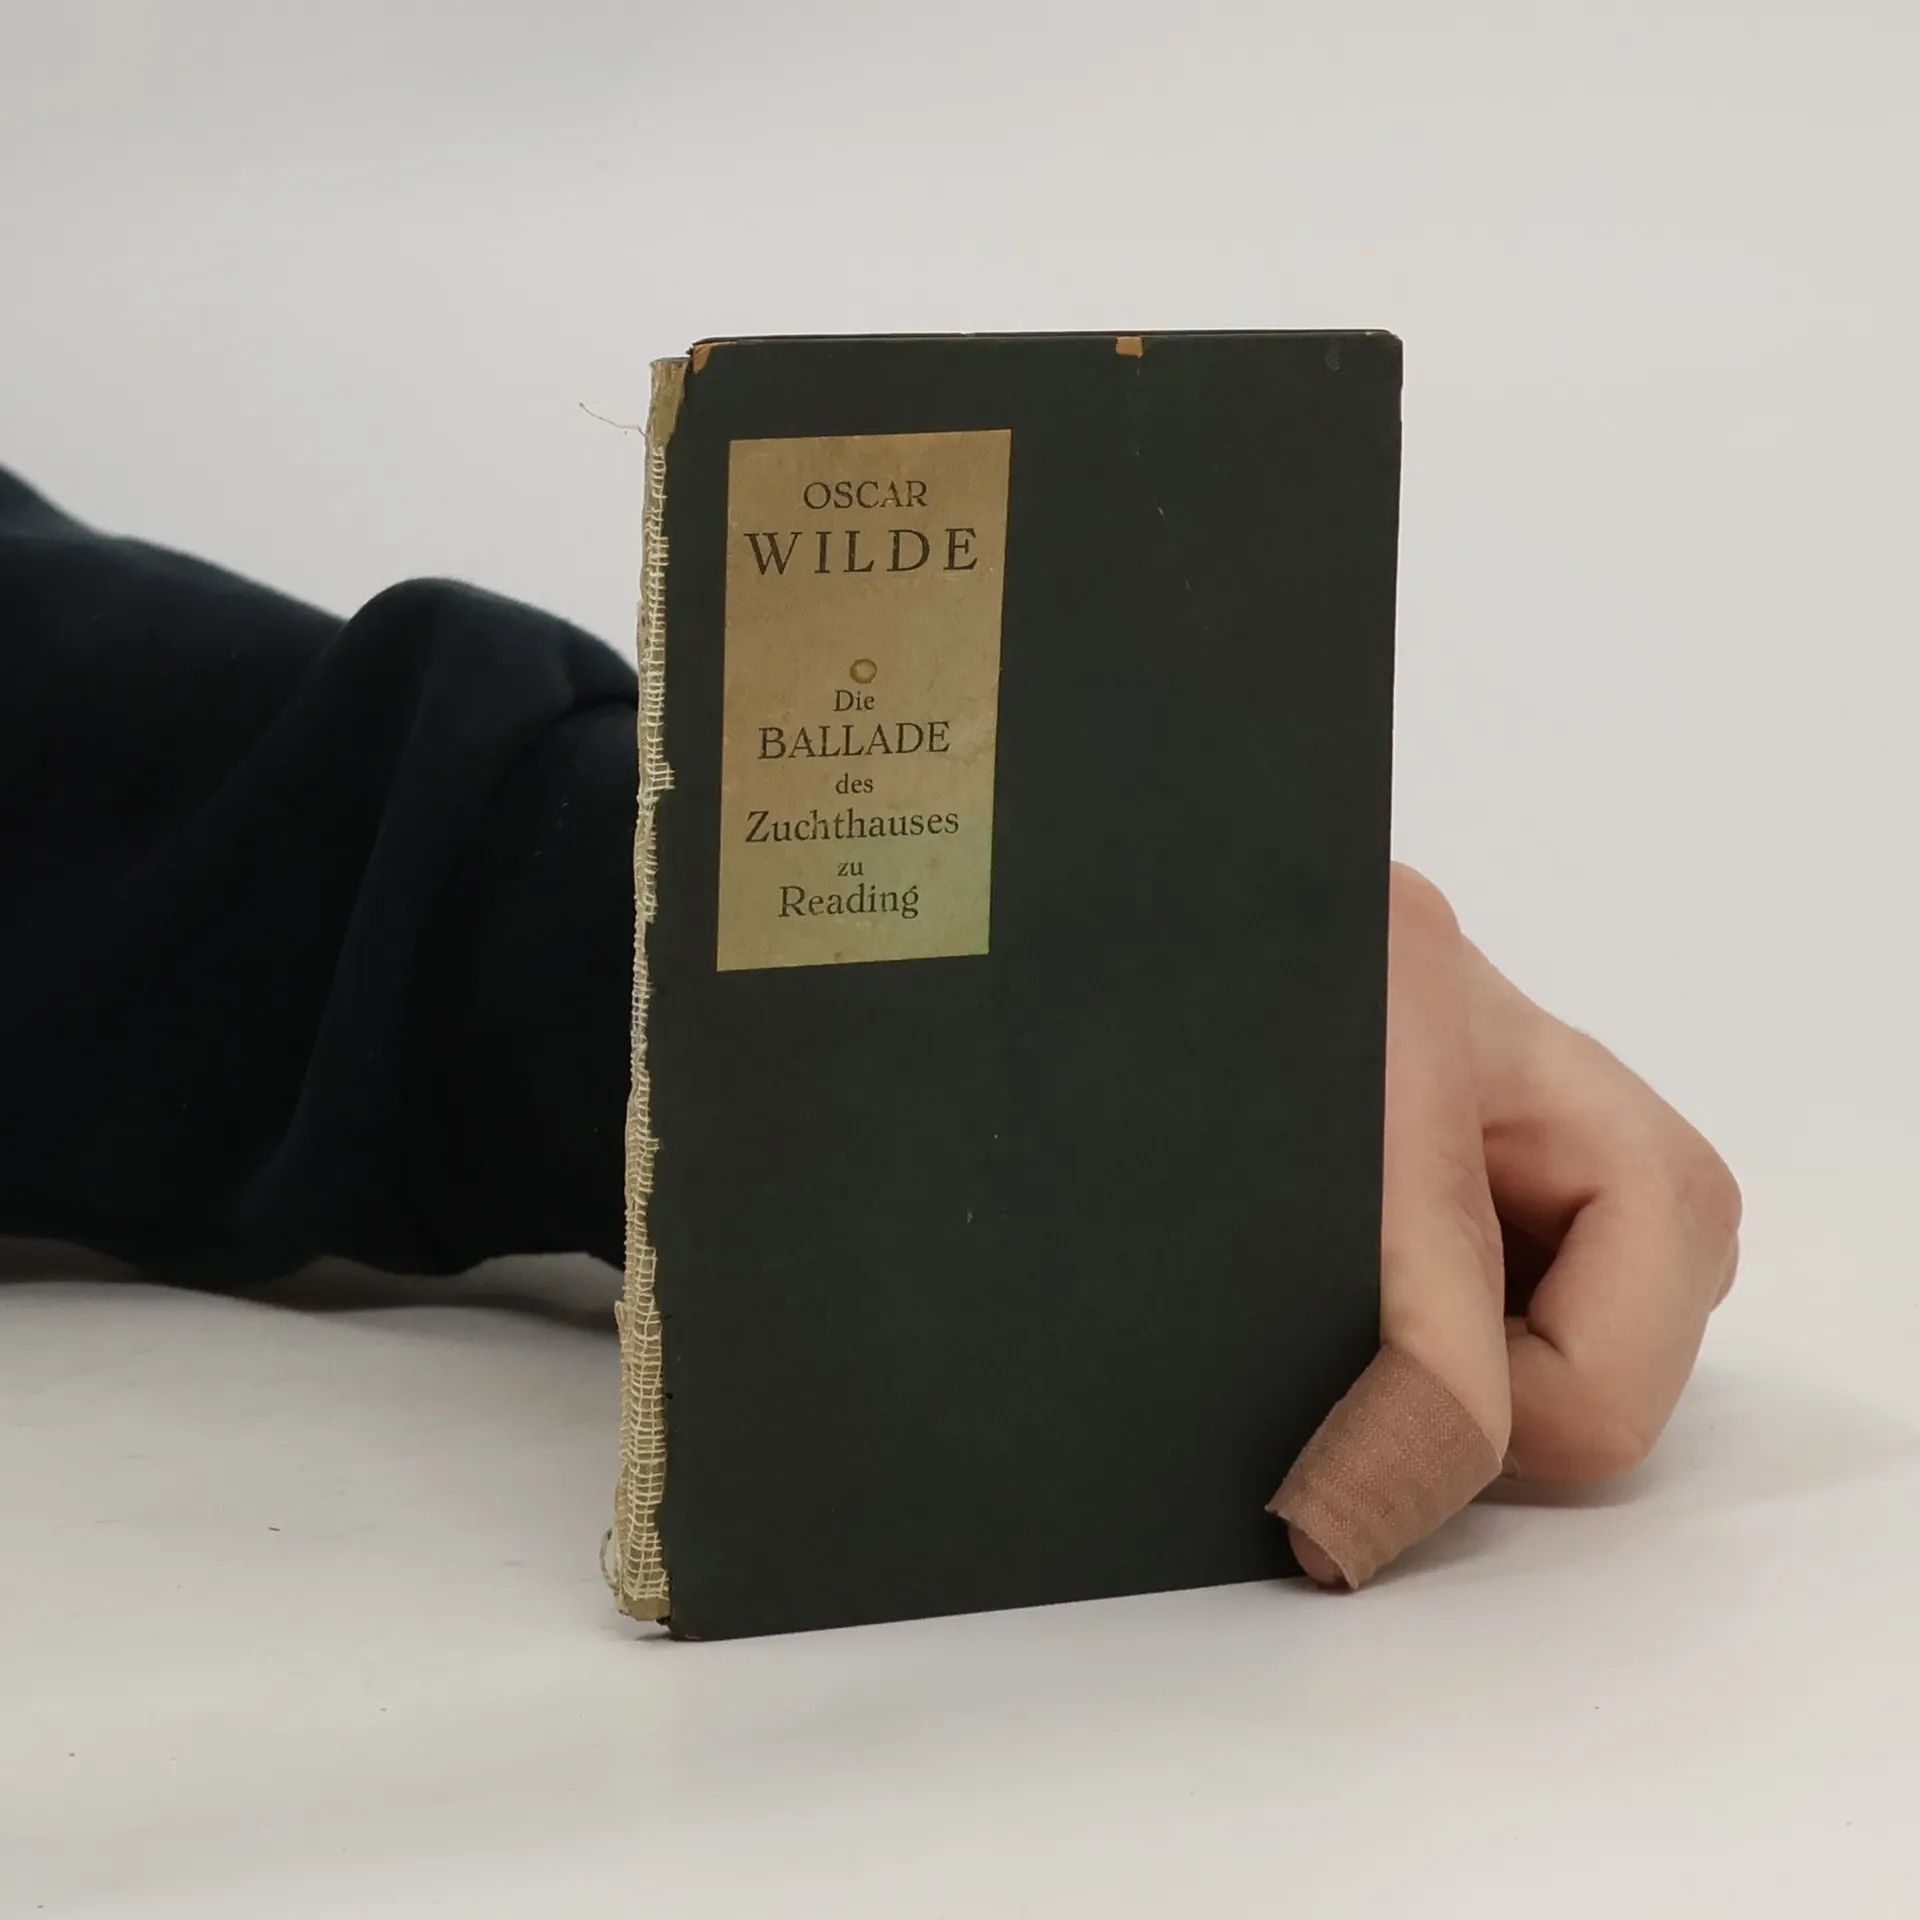 OSCAR
WILDE
Die
BALLADE
des
Zuchthauses
zu
Reading